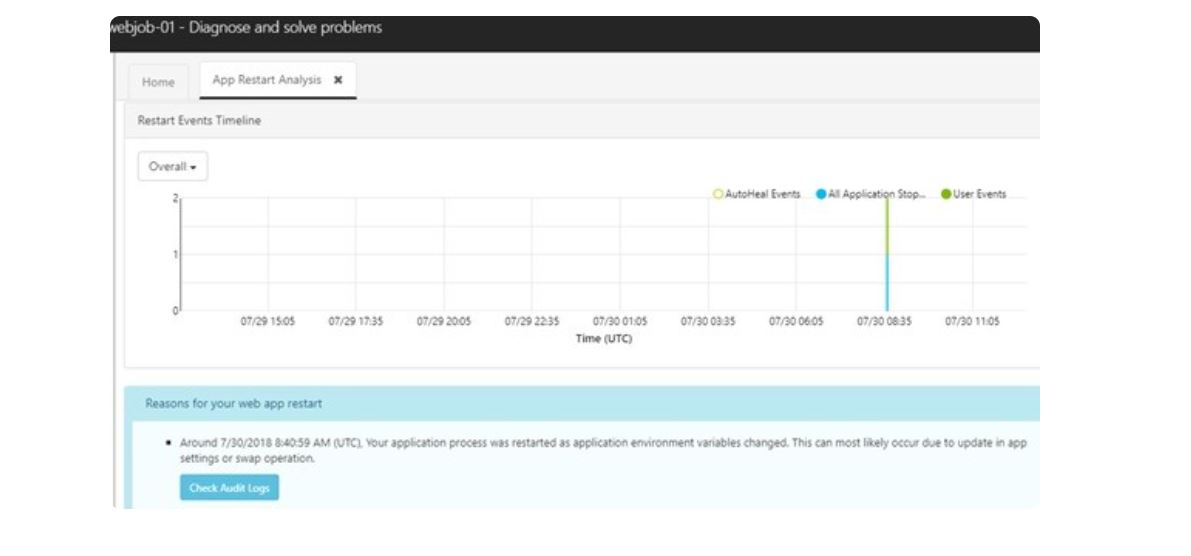 webjob-01 - Diagnose and solve problems
Home
App Restart Analysis ✖
Restart Events Timeline
Overall
AutoHeal Events All Application Stop... User Events
2
1
0
07/29 15:05 07/29 17:35 07/29 20:05 07/29 22:35 07/30 01:05 07/30 03:35 07/30 06:05 07/30 08:35 07/30 11:05
Time (UTC)
Reasons for your web app restart
Around 7/30/2018 8:40:59 AM (UTC), Your application process was restarted as application environment variables changed. This can most likely occur due to update in app
settings or swap operation.
Check Audit Logs